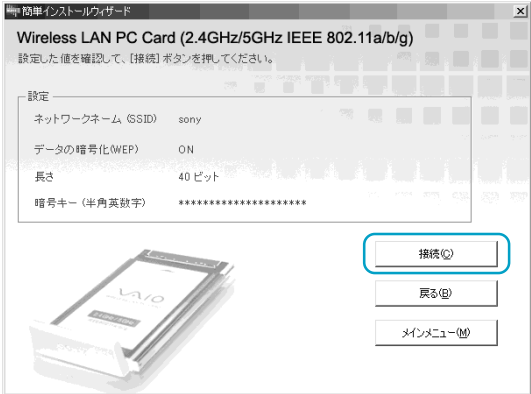 簡単インストールウィザード
Wireless LAN PC Card (2.4GHz/5GHz IEEE 802.11a/b/g)
設定した値を確認して、[接続] ボタンを押してください。
設定
ネットワークネーム (SSID) sony
データの暗号化(WEP) ON
長さ 40 ビット
暗号キー (半角英数字) *********************
接続(C)
戻る(B)
メインメニュー(M)
VAIO